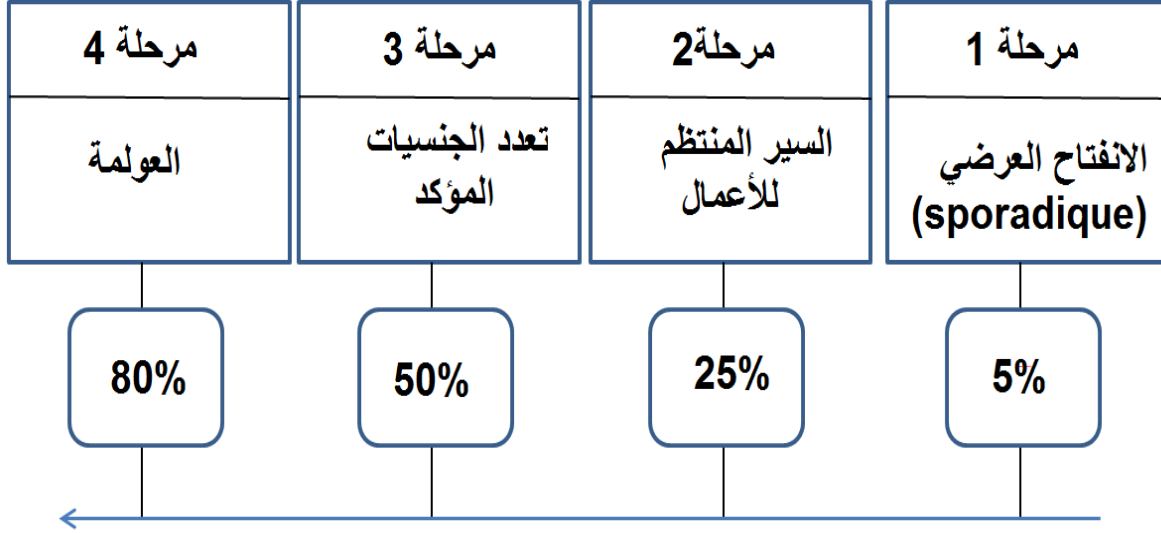 مرحلة 1
الانفتاح العرضي
(sporadique)
5%
مرحلة2
السير المنتظم
للأعمال
25%
مرحلة 3
تعدد الجنسيات
المؤكد
50%
مرحلة 4
العولمة
80%